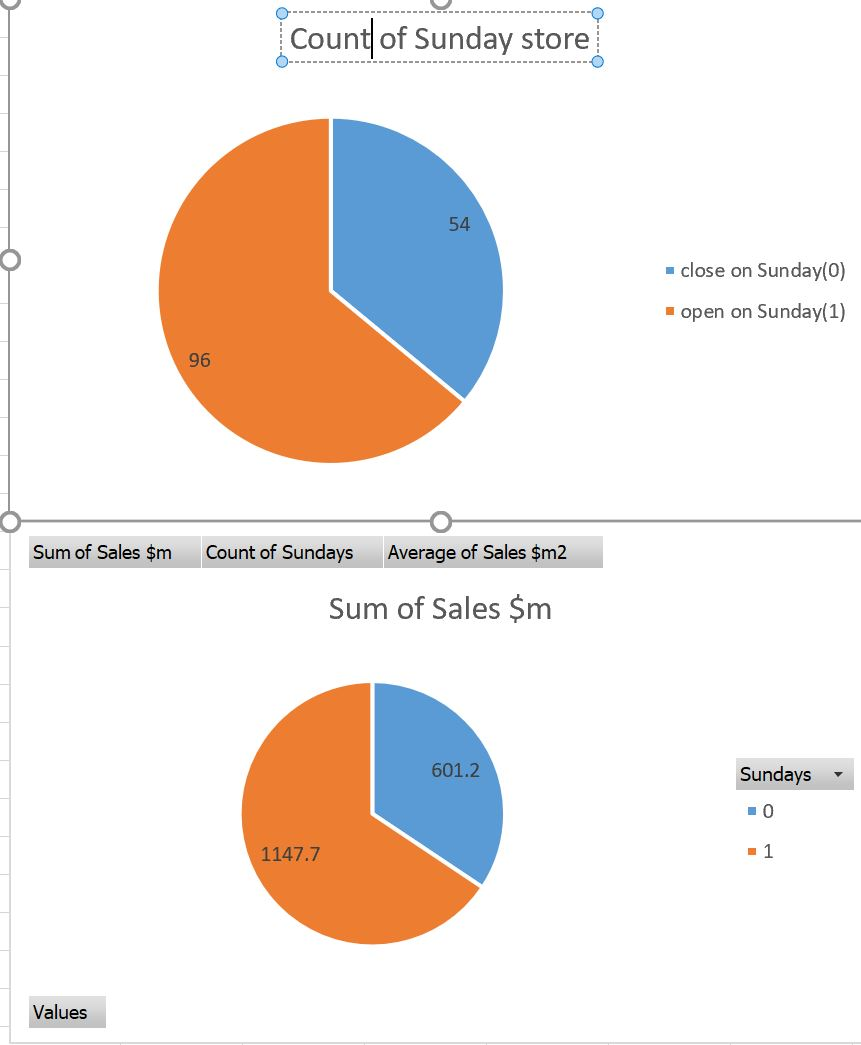 Count of Sunday store
54
close on Sunday(0)
open on Sunday(1)
96
Sum of Sales $m
Count of Sundays
Average of Sales $m2
Sum of Sales $m
601.2
Sundays
0
1147.7
1
Values